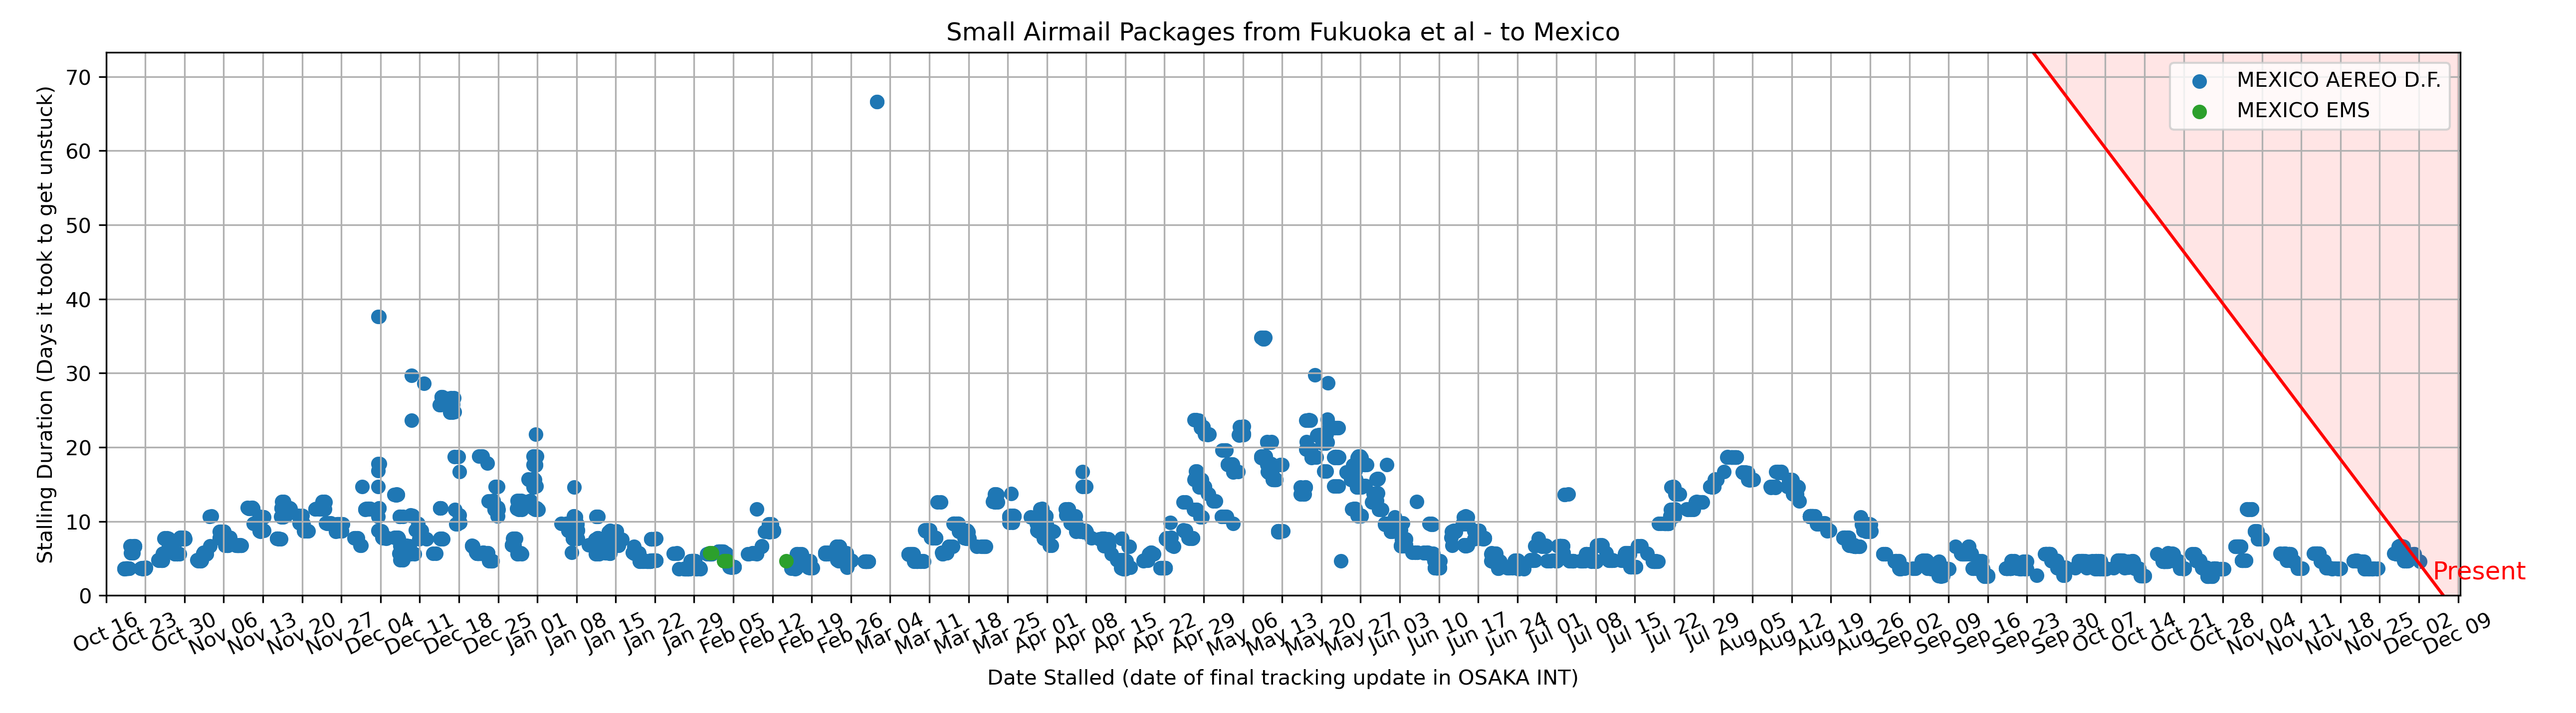 Small Airmail Packages from Fukuoka et al - to Mexico
MEXICO AEREO D.F.
MEXICO EMS
Stalling Duration (Days it took to get unstuck)
70
60
50
40
30
20
10
0
Present
Oct 16
Oct 23
Oct 30
Nov 06
Nov 13
Nov 20
Nov 27
Dec 04
Dec 11
Dec 18
Dec 25
Jan 01
Jan 08
Jan 15
Jan 22
Jan 29
Feb 05
Feb 12
Feb 19
Feb 26
Mar 04
Mar 11
Mar 18
Mar 25
Apr 01
Apr 08
Apr 15
Apr 22
Apr 29
May 06
May 13
May 20
May 27
Jun 03
Jun 10
Jun 17
Jun 24
Jul 01
Jul 08
Jul 15
Jul 22
Jul 29
Aug 05
Aug 12
Aug 19
Aug 26
Sep 02
Sep 09
Sep 16
Sep 23
Sep 30
Oct 07
Oct 14
Oct 21
Oct 28
Nov 04
Nov 11
Nov 18
Nov 25
Dec 02
Dec 09
Date Stalled (date of final tracking update in OSAKA INT)